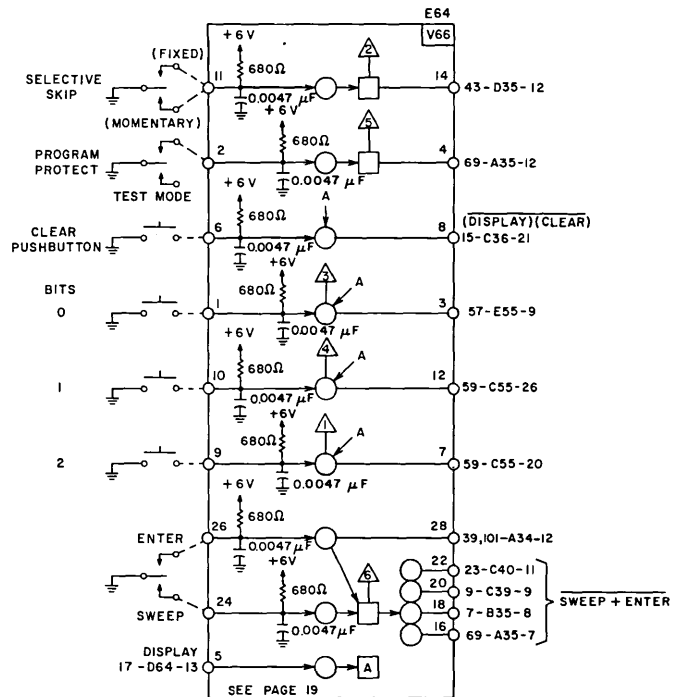 E64
V66
+6V
(FIXED)
680Ω
2
SELECTIVE
SKIP
11
14
43-D35-12
0.0047 µF
+6V
(MOMENTARY)
5
PROGRAM
PROTECT
2
680Ω
4
69-A35-12
0.0047 µF
TEST MODE
+6V
A
680Ω
(DISPLAY)(CLEAR)
CLEAR
PUSHBUTTON
6
8
15-C36-21
0.0047 µF
+6V
3
A
BITS
0
680Ω
1
3
57-E55-9
0.0047 µF
+6V
4
A
680Ω
1
10
12
59-C55-26
0.0047 µF
+6V
1
A
680Ω
2
9
7
59-C55-20
0.0047 µF
+6V
680Ω
ENTER
26
28
39,101-A34-12
0.0047 µF
+6V
6
22
23-C40-11
680Ω
20
9-C39-9
SWEEP + ENTER
SWEEP
24
18
7-B35-8
0.0047 µF
16
69-A35-7
DISPLAY
17-D64-13
5
A
SEE PAGE 19